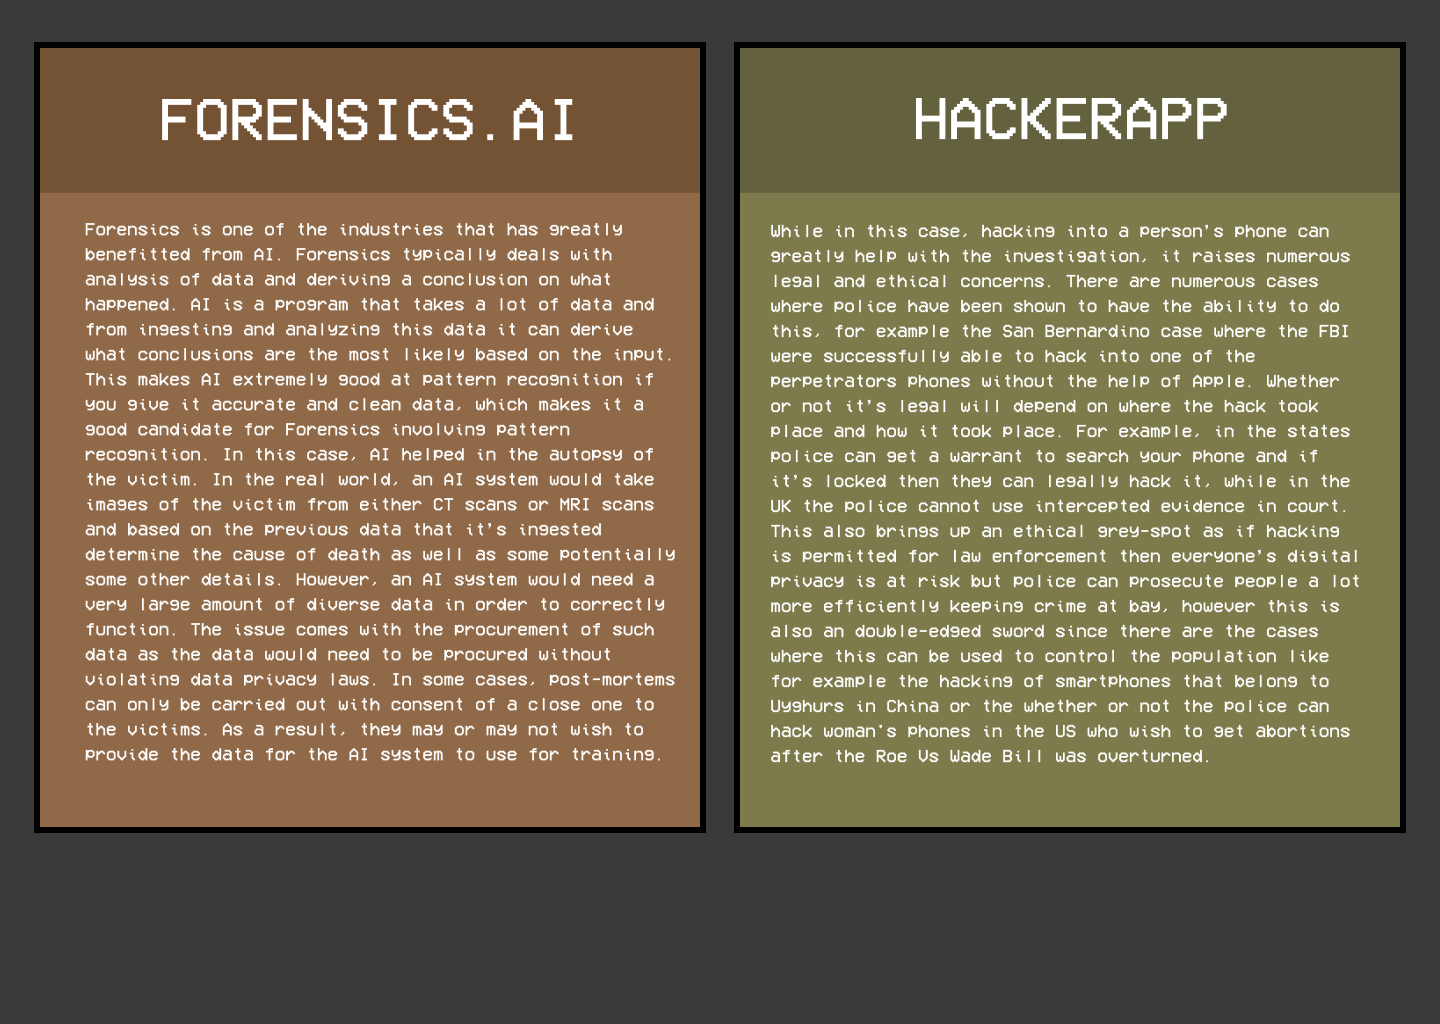 FORENSICS.AI
Forensics is one of the industries that has greatly
benefitted from AI. Forensics typically deals with
analysis of data and deriving a conclusion on what
happened. AI is a program that takes a lot of data and
from ingesting and analyzing this data it can derive
what conclusions are the most likely based on the input.
This makes AI extremely good at pattern recognition if
you give it accurate and clean data, which makes it a
good candidate for Forensics involving pattern
recognition. In this case, AI helped in the autopsy of
the victim. In the real world, an AI system would take
images of the victim from either CT scans or MRI scans
and based on the previous data that it's ingested
determine the cause of death as well as some potentially
some other details. However, an AI system would need a
very large amount of diverse data in order to correctly
function. The issue comes with the procurement of such
data as the data would need to be procured without
violating data privacy laws. In some cases, post-mortems
can only be carried out with consent of a close one to
the victims. As a result, they may or may not wish to
provide the data for the AI system to use for training.
HACKERAPP
While in this case, hacking into a person's phone can
greatly help with the investigation, it raises numerous
legal and ethical concerns. There are numerous cases
where police have been shown to have the ability to do
this, for example the San Bernardino case where the FBI
were successfully able to hack into one of the
perpetrators phones without the help of Apple. Whether
or not it's legal will depend on where the hack took
place and how it took place. For example, in the states
police can get a warrant to search your phone and if
it's locked then they can legally hack it, while in the
UK the police cannot use intercepted evidence in court.
This also brings up an ethical grey-spot as if hacking
is permitted for law enforcement then everyone's digital
privacy is at risk but police can prosecute people a lot
more efficiently keeping crime at bay, however this is
also an double-edged sword since there are the cases
where this can be used to control the population like
for example the hacking of smartphones that belong to
Uyghurs in China or the whether or not the police can
hack woman's phones in the US who wish to get abortions
after the Roe Vs Wade Bill was overturned.